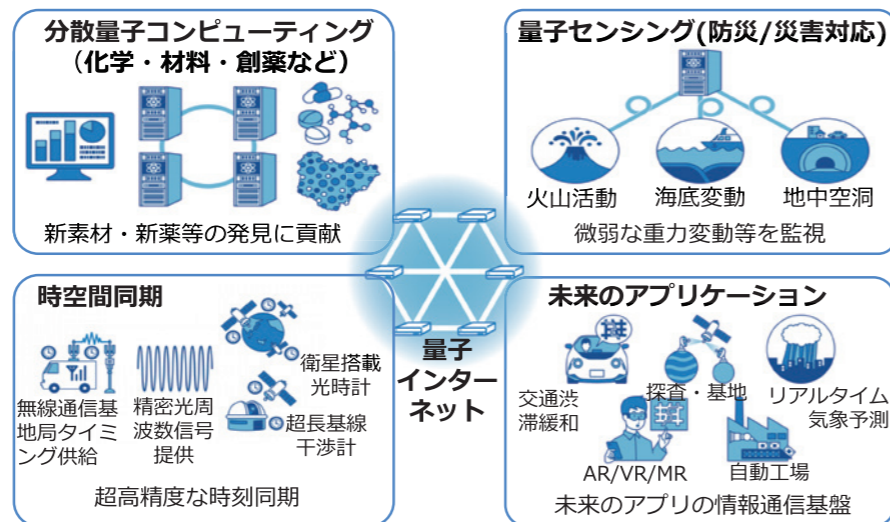 分散量子コンピューティング
（化学・材料・創薬など）
新素材・新薬等の発見に貢献
量子センシング(防災/災害対応)
火山活動
海底変動
地中空洞
微弱な重力変動等を監視
量子
インター
ネット
時空間同期
無線通信基
地局タイミ
ング供給
精密光周
波数信号
提供
衛星搭載
光時計
超長基線
干渉計
超高精度な時刻同期
未来のアプリケーション
交通渋
滞緩和
探査・基地
リアルタイム
気象予測
AR/VR/MR
自動工場
未来のアプリの情報通信基盤